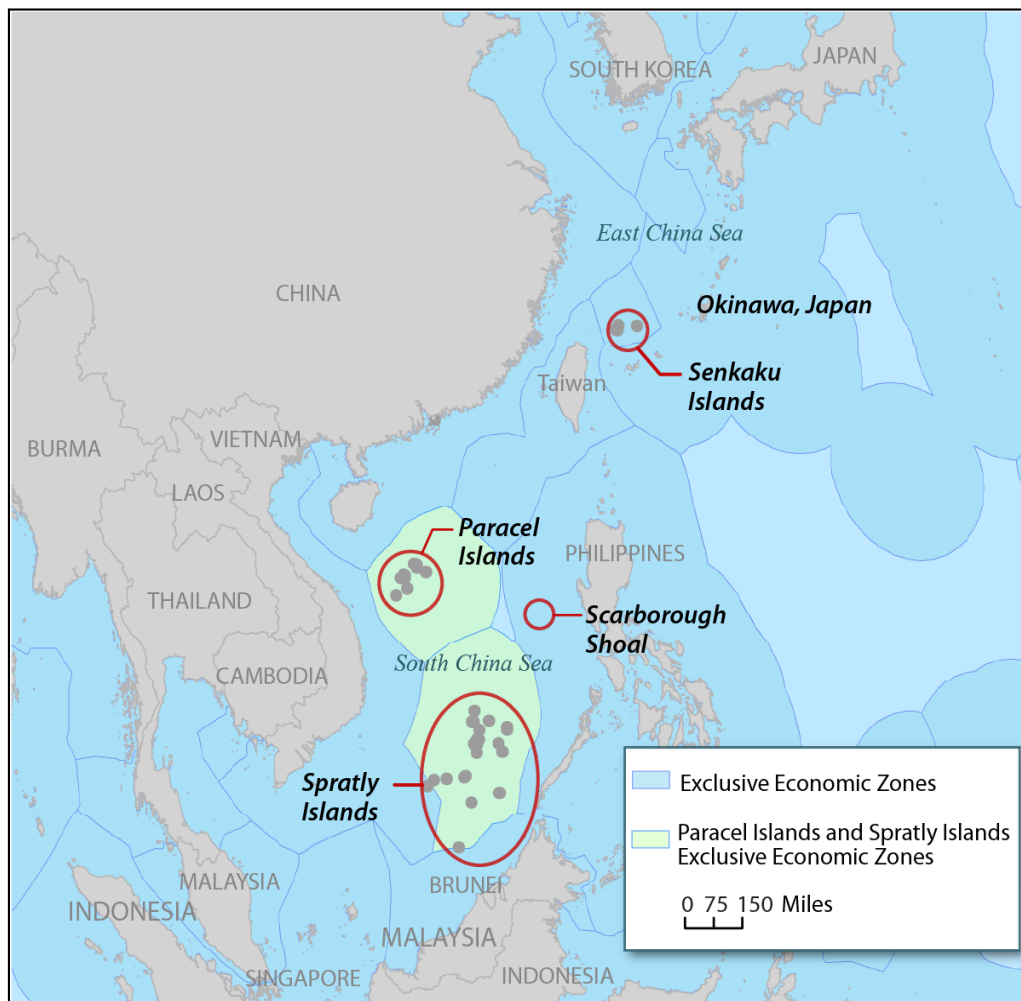 SOUTH KOREA
JAPAN
East China Sea
CHINA
Okinawa, Japan
Senkaku
Islands
Taiwan
BURMA
VIETNAM
LAOS
Paracel
Islands
PHILIPPINES
THAILAND
Scarborough
Shoal
South China Sea
CAMBODIA
Spratly
Islands
Exclusive Economic Zones
Paracel Islands and Spratly Islands
Exclusive Economic Zones
0 75 150 Miles
MALAYSIA
BRUNEI
INDONESIA
MALAYSIA
SINGAPORE
INDONESIA